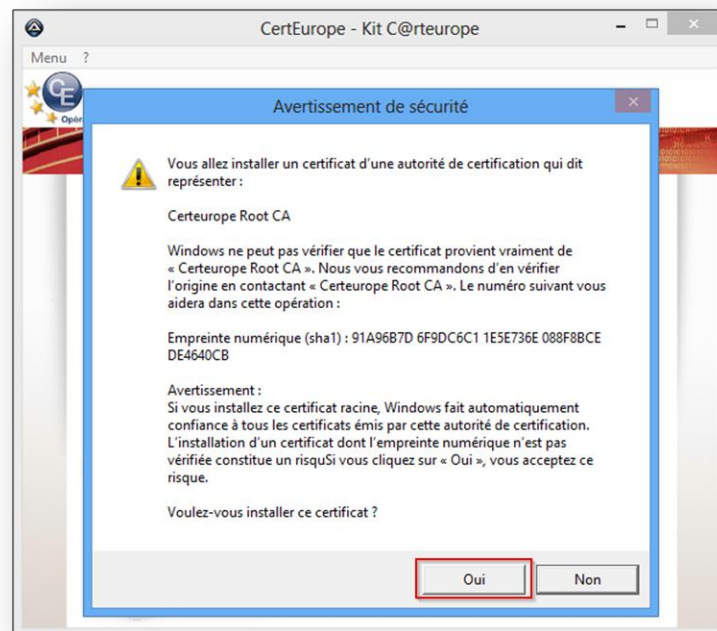 CertEurope - Kit C@rteurope
Menu ?
CE
Opér
Avertissement de sécurité
Vous allez installer un certificat d'une autorité de certification qui dit
représenter :
Certeurope Root CA
Windows ne peut pas vérifier que le certificat provient vraiment de
« Certeurope Root CA ». Nous vous recommandons d'en vérifier
l'origine en contactant « Certeurope Root CA ». Le numéro suivant vous
aidera dans cette opération :
Empreinte numérique (sha1) : 91A96B7D 6F9DC6C1 1E5E736E 088F8BCE
DE4640CB
Avertissement :
Si vous installez ce certificat racine, Windows fait automatiquement
confiance à tous les certificats émis par cette autorité de certification.
L'installation d'un certificat dont l'empreinte numérique n'est pas
vérifiée constitue un risquSi vous cliquez sur « Oui », vous acceptez ce
risque.
Voulez-vous installer ce certificat ?
Oui
Non